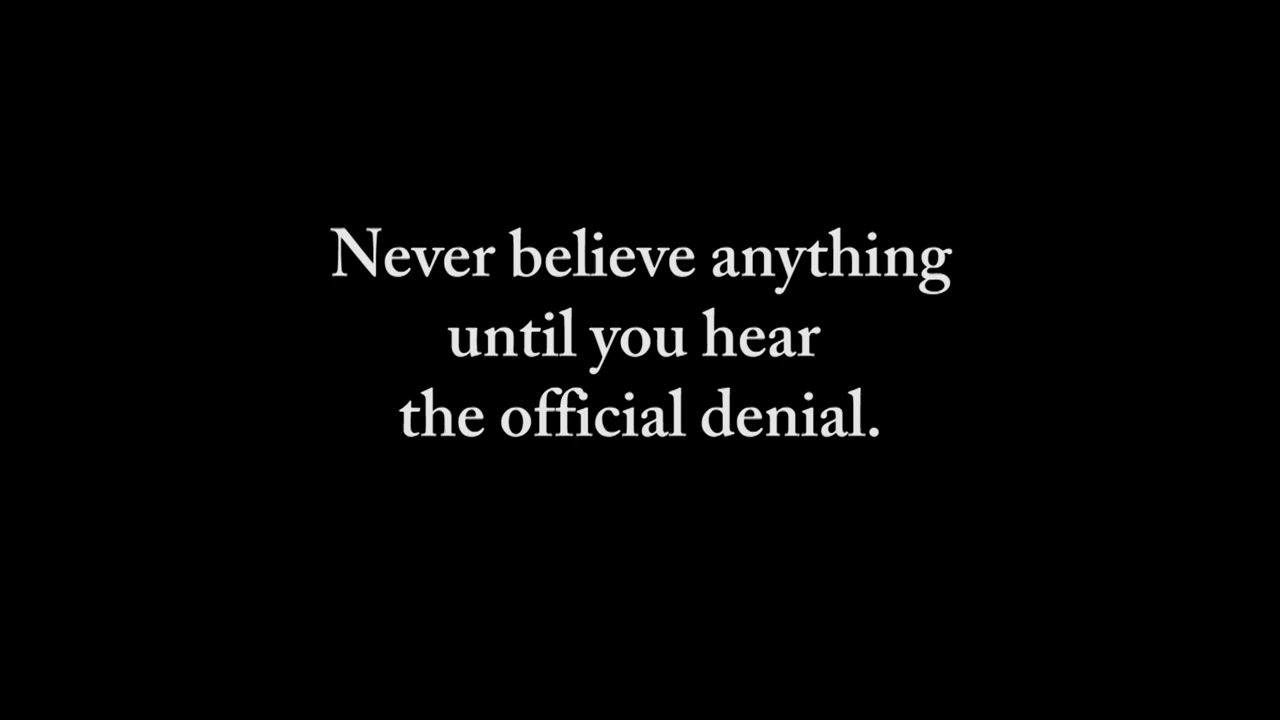 Never believe anything
until you hear
the official denial.